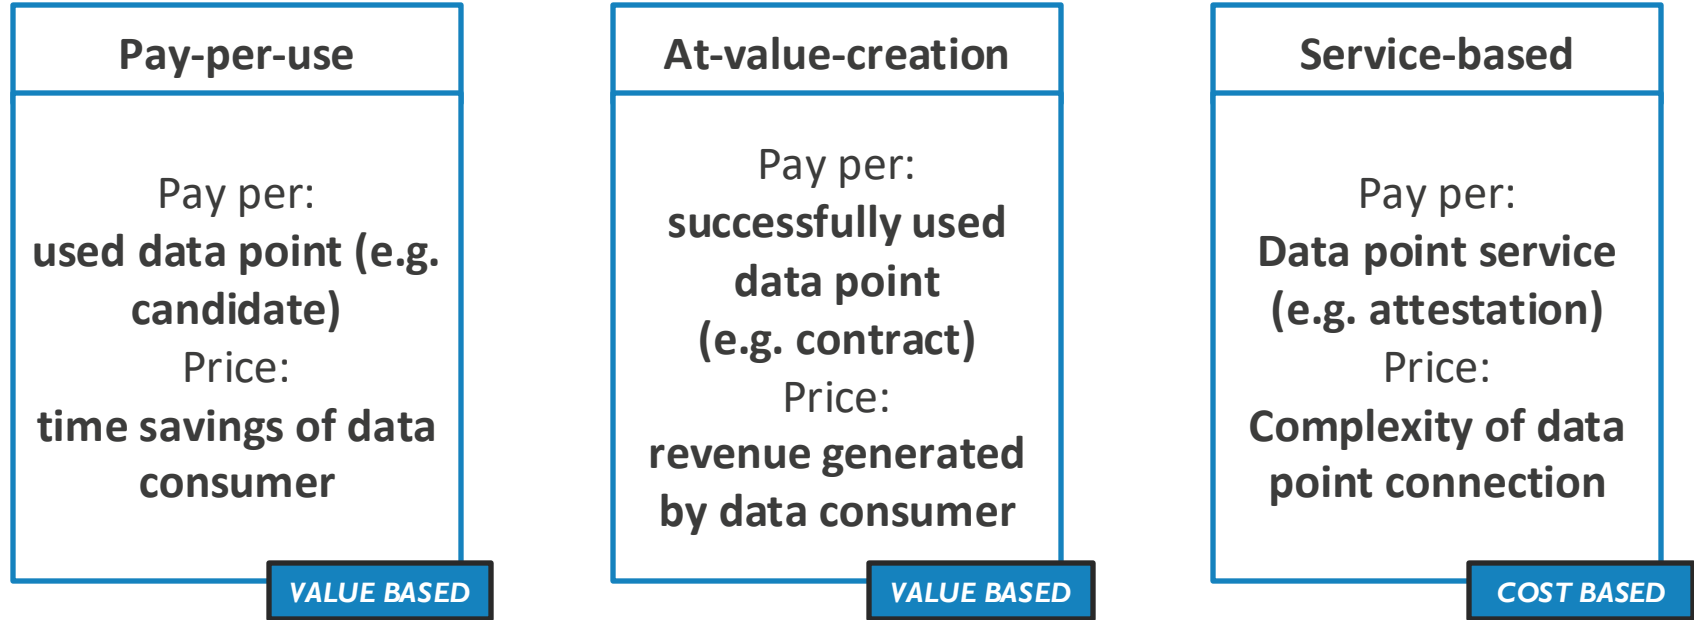 Pay-per-use
Pay per:
used data point (e.g.
candidate)
Price:
time savings of data
consumer
VALUE BASED
At-value-creation
Pay per:
successfully used
data point
(e.g. contract)
Price:
revenue generated
by data consumer
VALUE BASED
Service-based
Pay per:
Data point service
(e.g. attestation)
Price:
Complexity of data
point connection
COST BASED